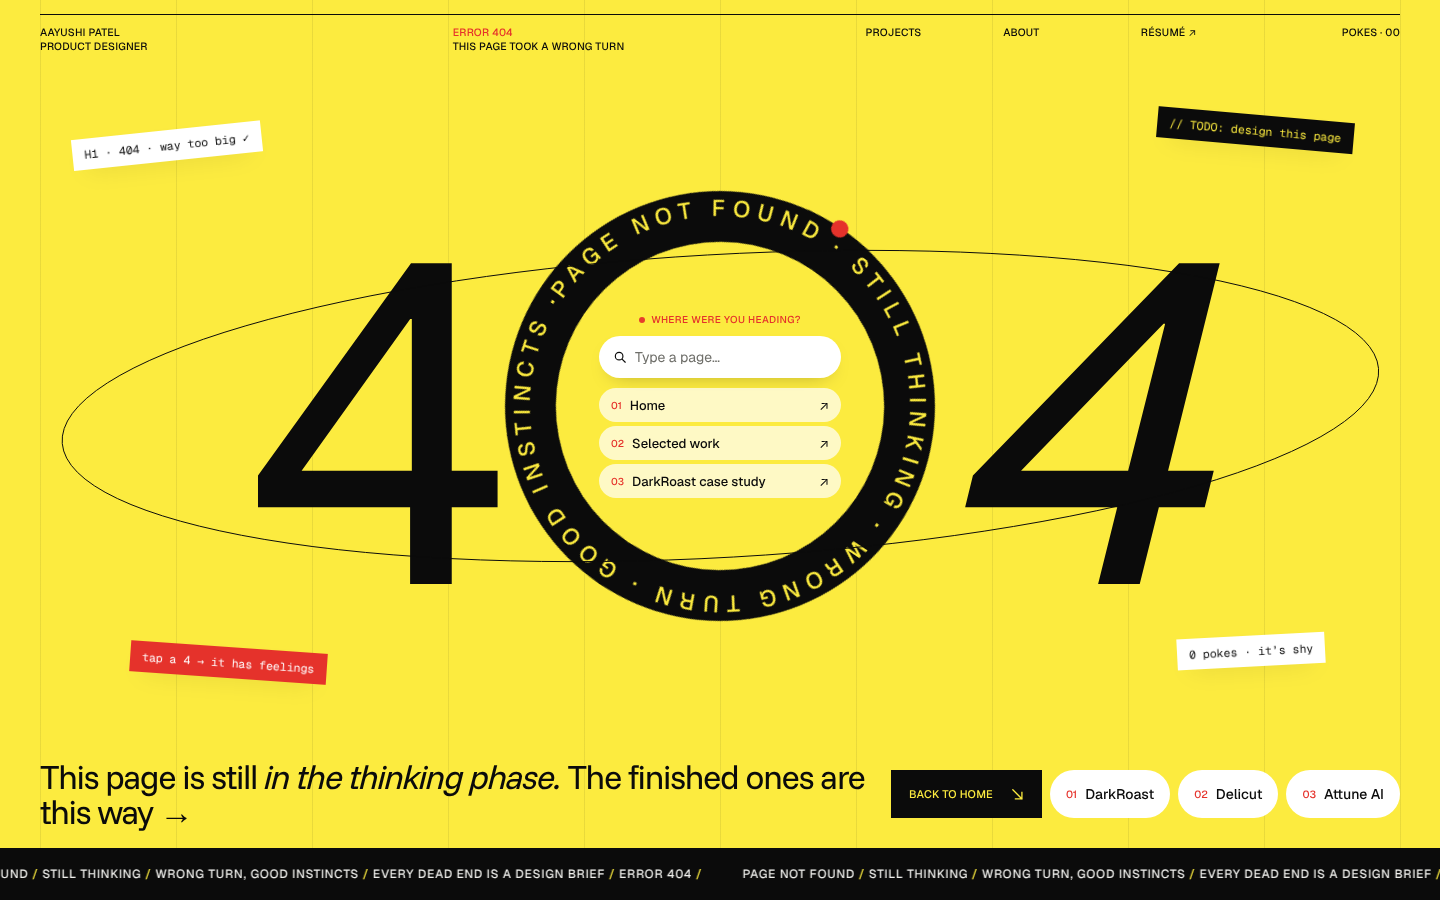 AAYUSHI PATEL
PRODUCT DESIGNER
ERROR 404
THIS PAGE TOOK A WRONG TURN
PROJECTS
ABOUT
RÉSUMÉ ↗
POKES · 00
H1 · 404 · way too big ✓
// TODO: design this page
4
PAGE NOT FOUND · STILL THINKING · WRONG TURN · GOOD INSTINCTS ·
4
WHERE WERE YOU HEADING?
Type a page...
01 Home ↗
02 Selected work ↗
03 DarkRoast case study ↗
tap a 4 → it has feelings
0 pokes · it's shy
This page is still in the thinking phase. The finished ones are
this way →
BACK TO HOME ↘
01 DarkRoast
02 Delicut
03 Attune AI
UND / STILL THINKING / WRONG TURN, GOOD INSTINCTS / EVERY DEAD END IS A DESIGN BRIEF / ERROR 404 / PAGE NOT FOUND / STILL THINKING / WRONG TURN, GOOD INSTINCTS / EVERY DEAD END IS A DESIGN BRIEF /